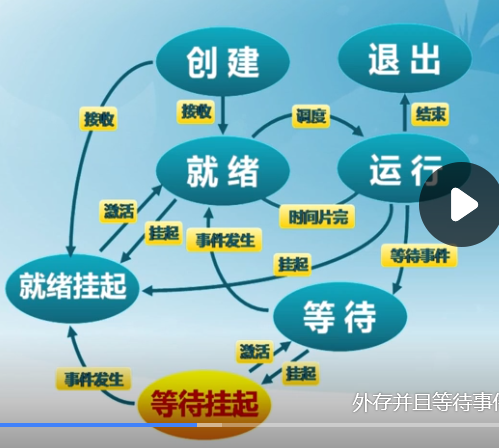 创建
退出
接收
接收
调度
结束
就绪
运行
激活
挂起
事件发生
时间片完
等待事件
挂起
就绪挂起
等待
激活
挂起
事件发生
等待挂起
外存并且等待事